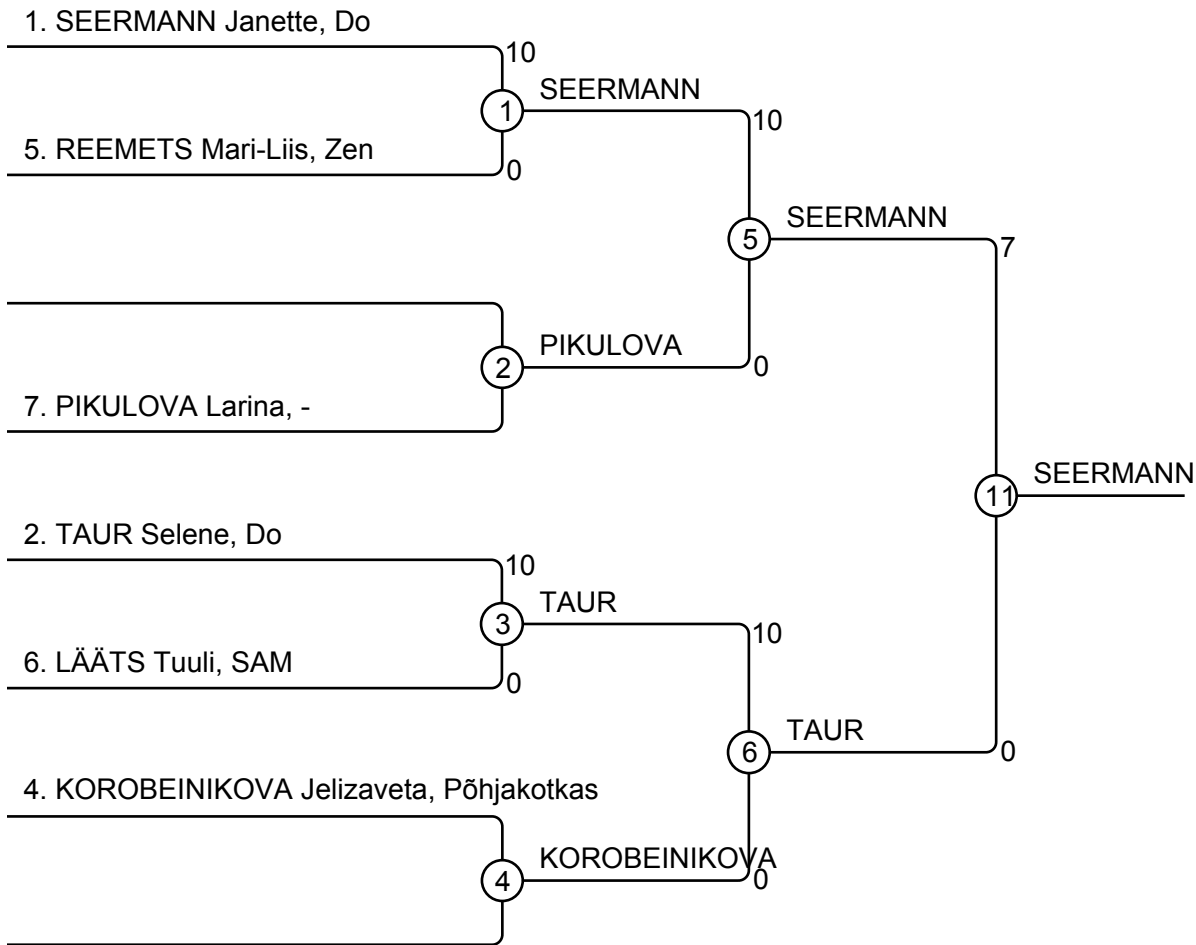 1. SEERMANN Janette, Do
10
SEERMANN
1
10
5. REEMETS Mari-Liis, Zen
0
SEERMANN
5
7
PIKULOVA
2
0
7. PIKULOVA Larina, -
SEERMANN
11
2. TAUR Selene, Do
10
TAUR
3
10
6. LÄÄTS Tuuli, SAM
0
TAUR
6
0
4. KOROBEINIKOVA Jelizaveta, Põhjakotkas
KOROBEINIKOVA
4
0